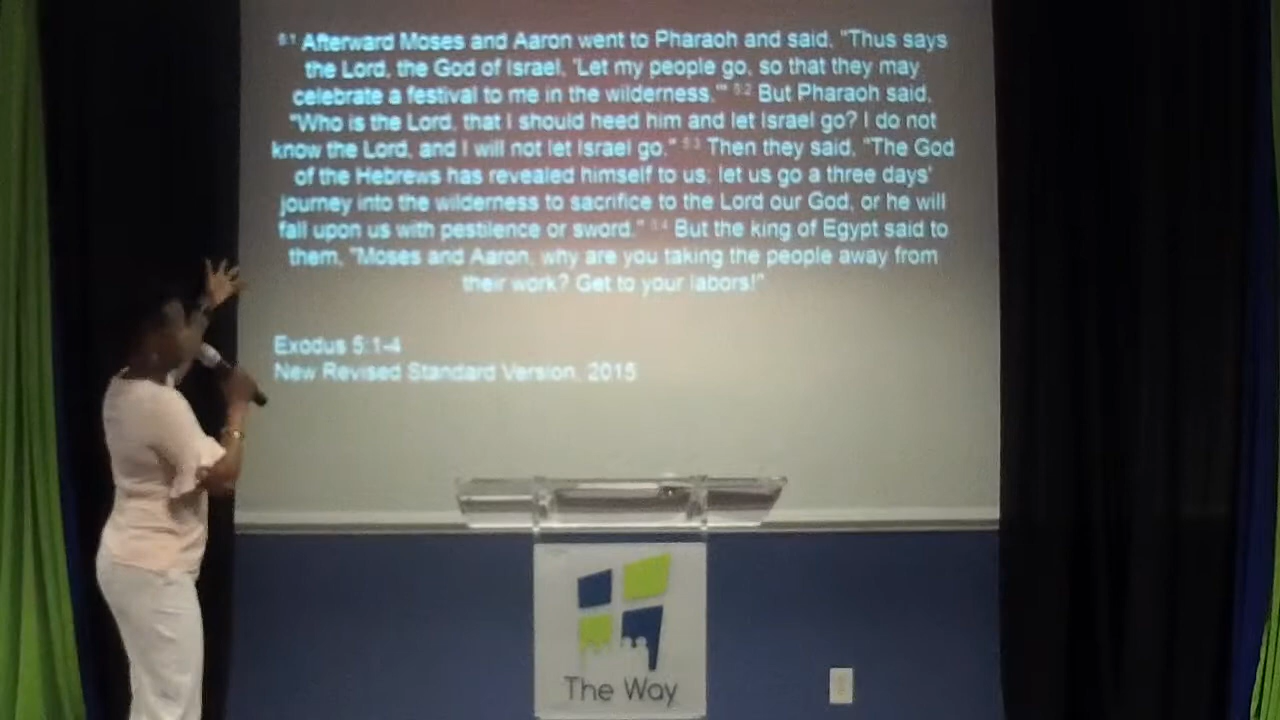 5:1 Afterward Moses and Aaron went to Pharaoh and said, "Thus says
the Lord, the God of Israel, 'Let my people go, so that they may
celebrate a festival to me in the wilderness.'" 5:2 But Pharaoh said,
"Who is the Lord, that I should heed him and let Israel go? I do not
know the Lord, and I will not let Israel go." 5:3 Then they said, "The God
of the Hebrews has revealed himself to us; let us go a three days'
journey into the wilderness to sacrifice to the Lord our God, or he will
fall upon us with pestilence or sword." 5:4 But the king of Egypt said to
them, "Moses and Aaron, why are you taking the people away from
their work? Get to your labors!"
Exodus 5:1-4
New Revised Standard Version, 2015
The Way